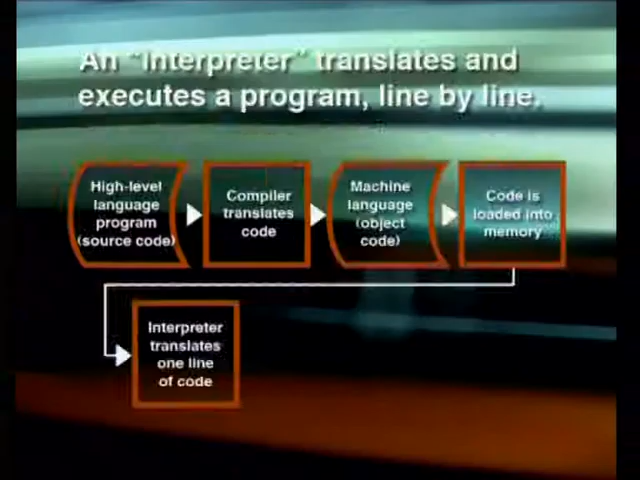 An "interpreter" translates and
executes a program, line by line.
High-level
language
program
(source code)
Compiler
translates
code
Machine
language
(object
code)
Code is
loaded into
memory
Interpreter
translates
one line
of code